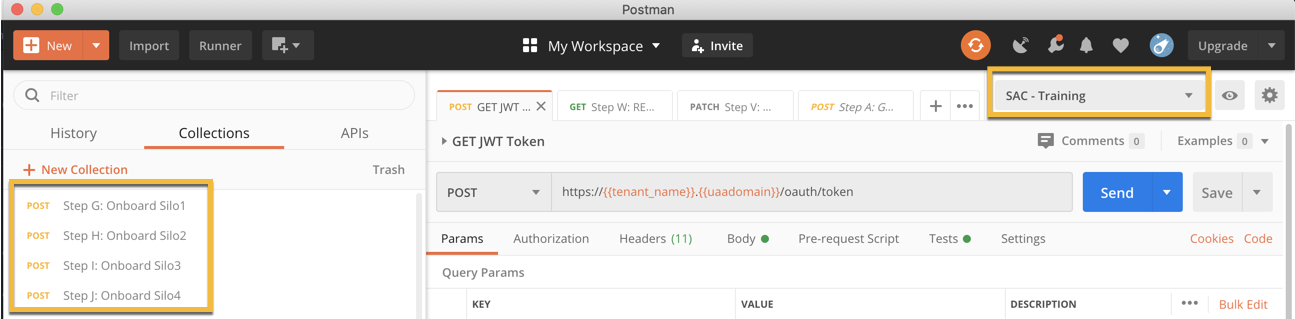 Postman
New Import Runner My Workspace Invite Upgrade
Filter
History Collections APIs
New Collection Trash
POST Step G: Onboard Silo1
POST Step H: Onboard Silo2
POST Step I: Onboard Silo3
POST Step J: Onboard Silo4
POST GET JWT ... GET Step W: RE... PATCH Step V: ... POST Step A: G... SAC - Training
GET JWT Token Comments 0 Examples 0
POST https://{{tenant_name}}.{{uaadomain}}/oauth/token Send Save
Params Authorization Headers (11) Body Pre-request Script Tests Settings Cookies Code
Query Params
KEY VALUE DESCRIPTION ••• Bulk Edit